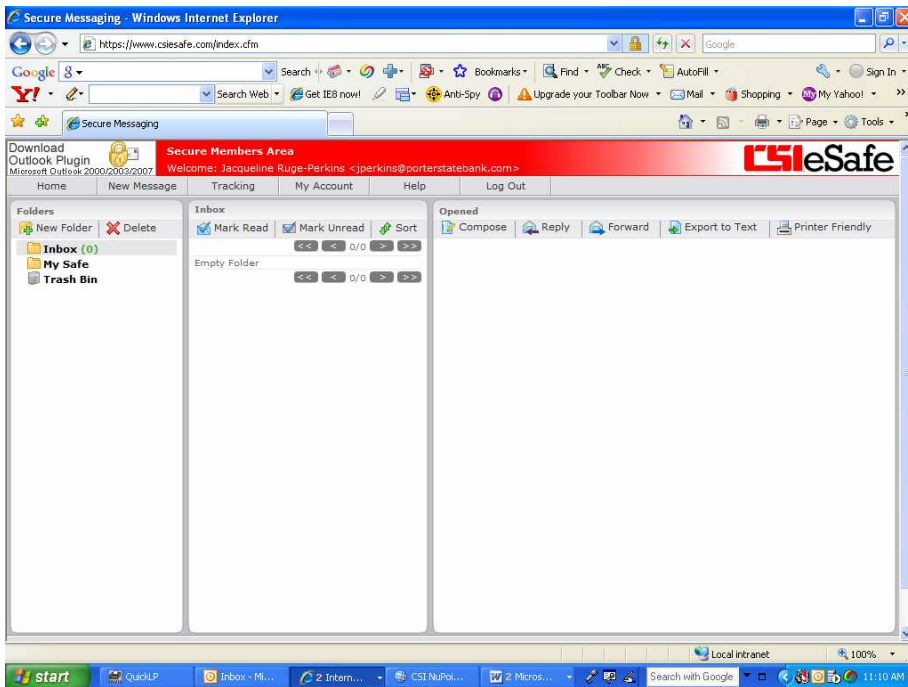 Secure Messaging - Windows Internet Explorer
https://www.csiesafe.com/index.cfm Google
Google Search Bookmarks Find Check AutoFill Sign In
Y! Search Web Get IE8 now! Anti-Spy Upgrade your Toolbar Now Mail Shopping My Yahoo! >>
Secure Messaging Page Tools
Download
Outlook Plugin
Microsoft Outlook 2000/2003/2007
Secure Members Area
Welcome: Jacqueline Ruge-Perkins <jperkins@porterstatebank.com>
CSIeSafe
Home New Message Tracking My Account Help Log Out
Folders Inbox Opened
New Folder Delete Mark Read Mark Unread Sort Compose Reply Forward Export to Text Printer Friendly
Inbox (0) << < 0/0 > >>
My Safe Empty Folder
Trash Bin << < 0/0 > >>
Local intranet 100%
start QuickLP Inbox - Mi... 2 Intern... CSI NuPoi... 2 Micros... Search with Google 11:10 AM